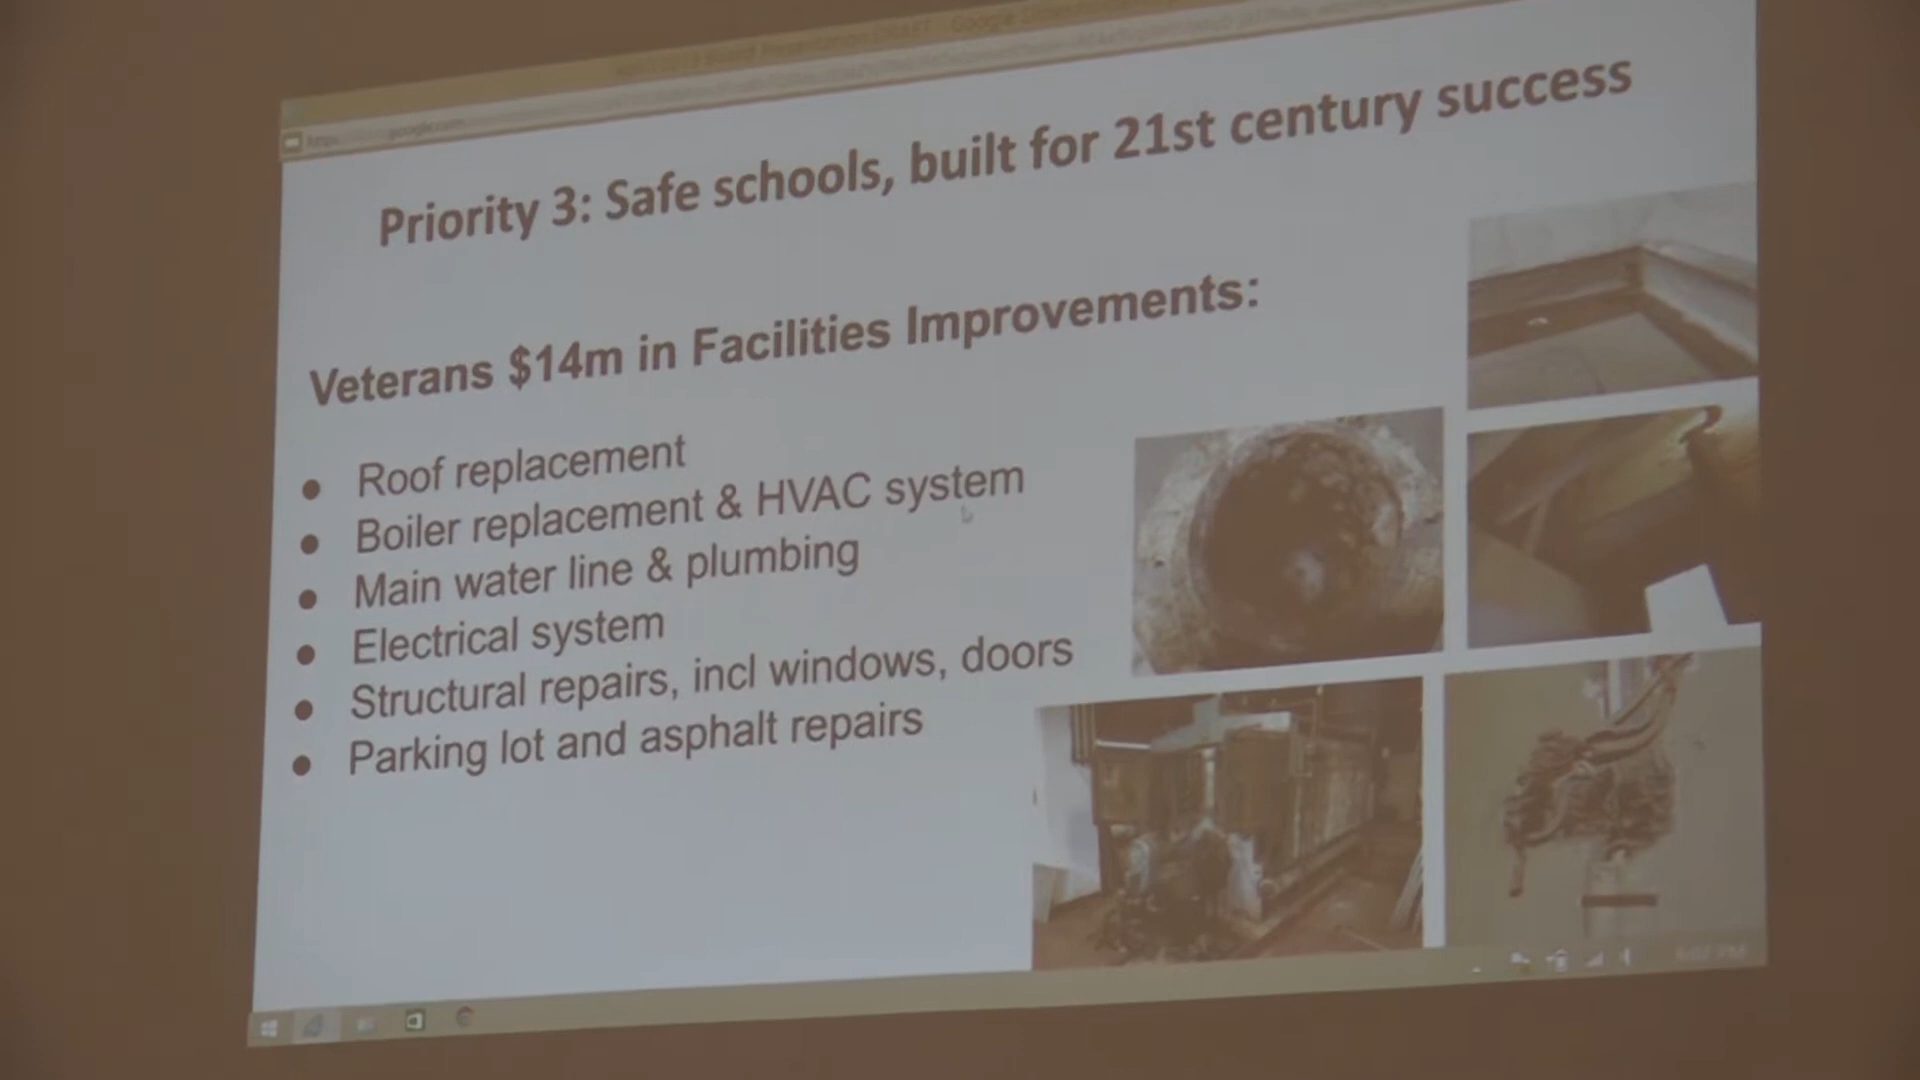 Priority 3: Safe schools, built for 21st century success
Veterans $14m in Facilities Improvements:
● Roof replacement
● Boiler replacement & HVAC system
● Main water line & plumbing
● Electrical system
● Structural repairs, incl windows, doors
● Parking lot and asphalt repairs